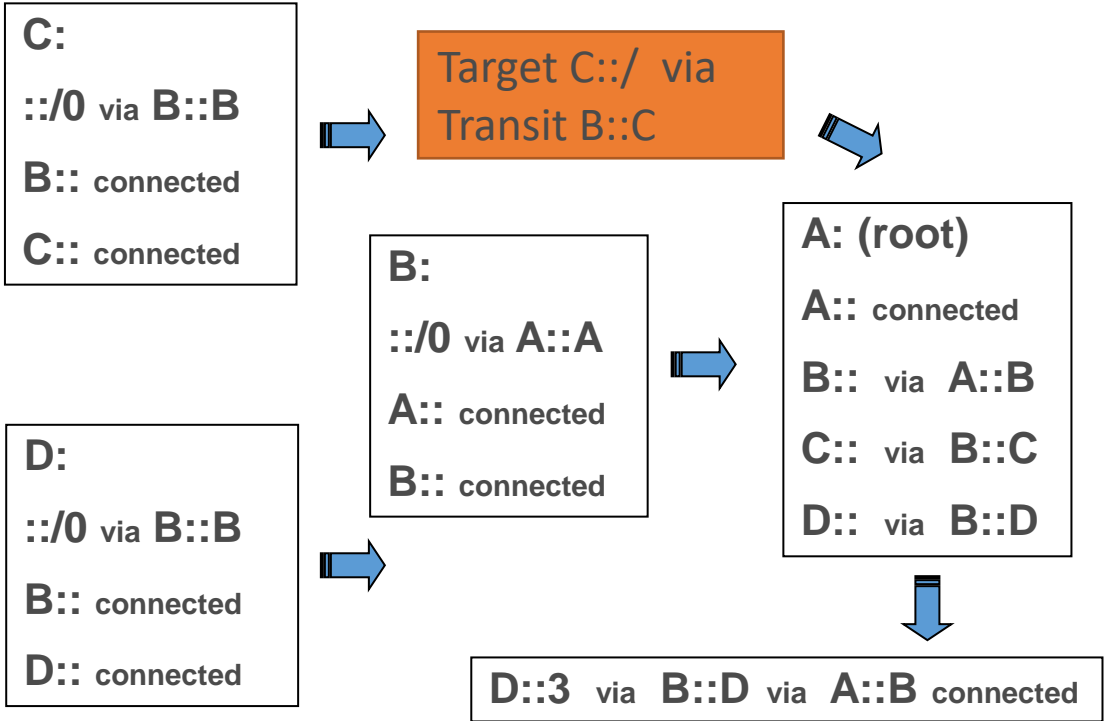 C:
::/0 via B::B
B:: connected
C:: connected
Target C::/ via
Transit B::C
B:
::/0 via A::A
A:: connected
B:: connected
A: (root)
A:: connected
B:: via A::B
C:: via B::C
D:: via B::D
D:
::/0 via B::B
B:: connected
D:: connected
D::3 via B::D via A::B connected